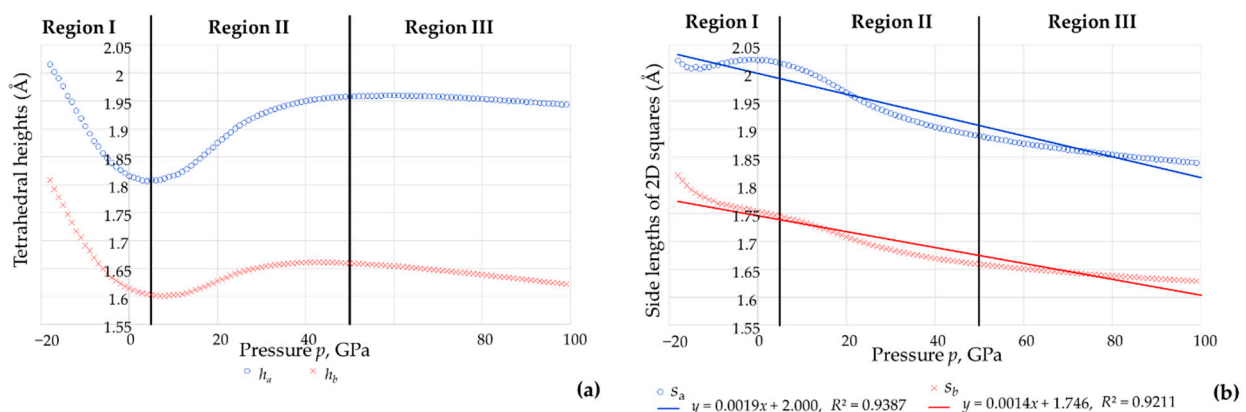 Region I Region II Region III
Tetrahedral heights (Å)
2.05
2
1.95
1.9
1.85
1.8
1.75
1.7
1.65
1.6
1.55
−20 0 20 40 60 80 100
Pressure p, GPa
h_a h_b
(a)
Region I Region II Region III
Side lengths of 2D squares (Å)
2.05
2
1.95
1.9
1.85
1.8
1.75
1.7
1.65
1.6
1.55
−20 0 20 40 60 80 100
Pressure p, GPa
s_a s_b
y = 0.0019x + 2.000, R² = 0.9387 y = 0.0014x + 1.746, R² = 0.9211
(b)